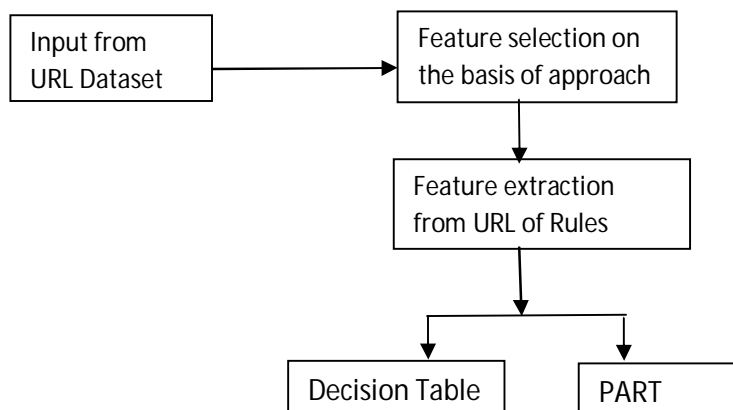 Input from
URL Dataset
Feature selection on
the basis of approach
Feature extraction
from URL of Rules
Decision Table
PART